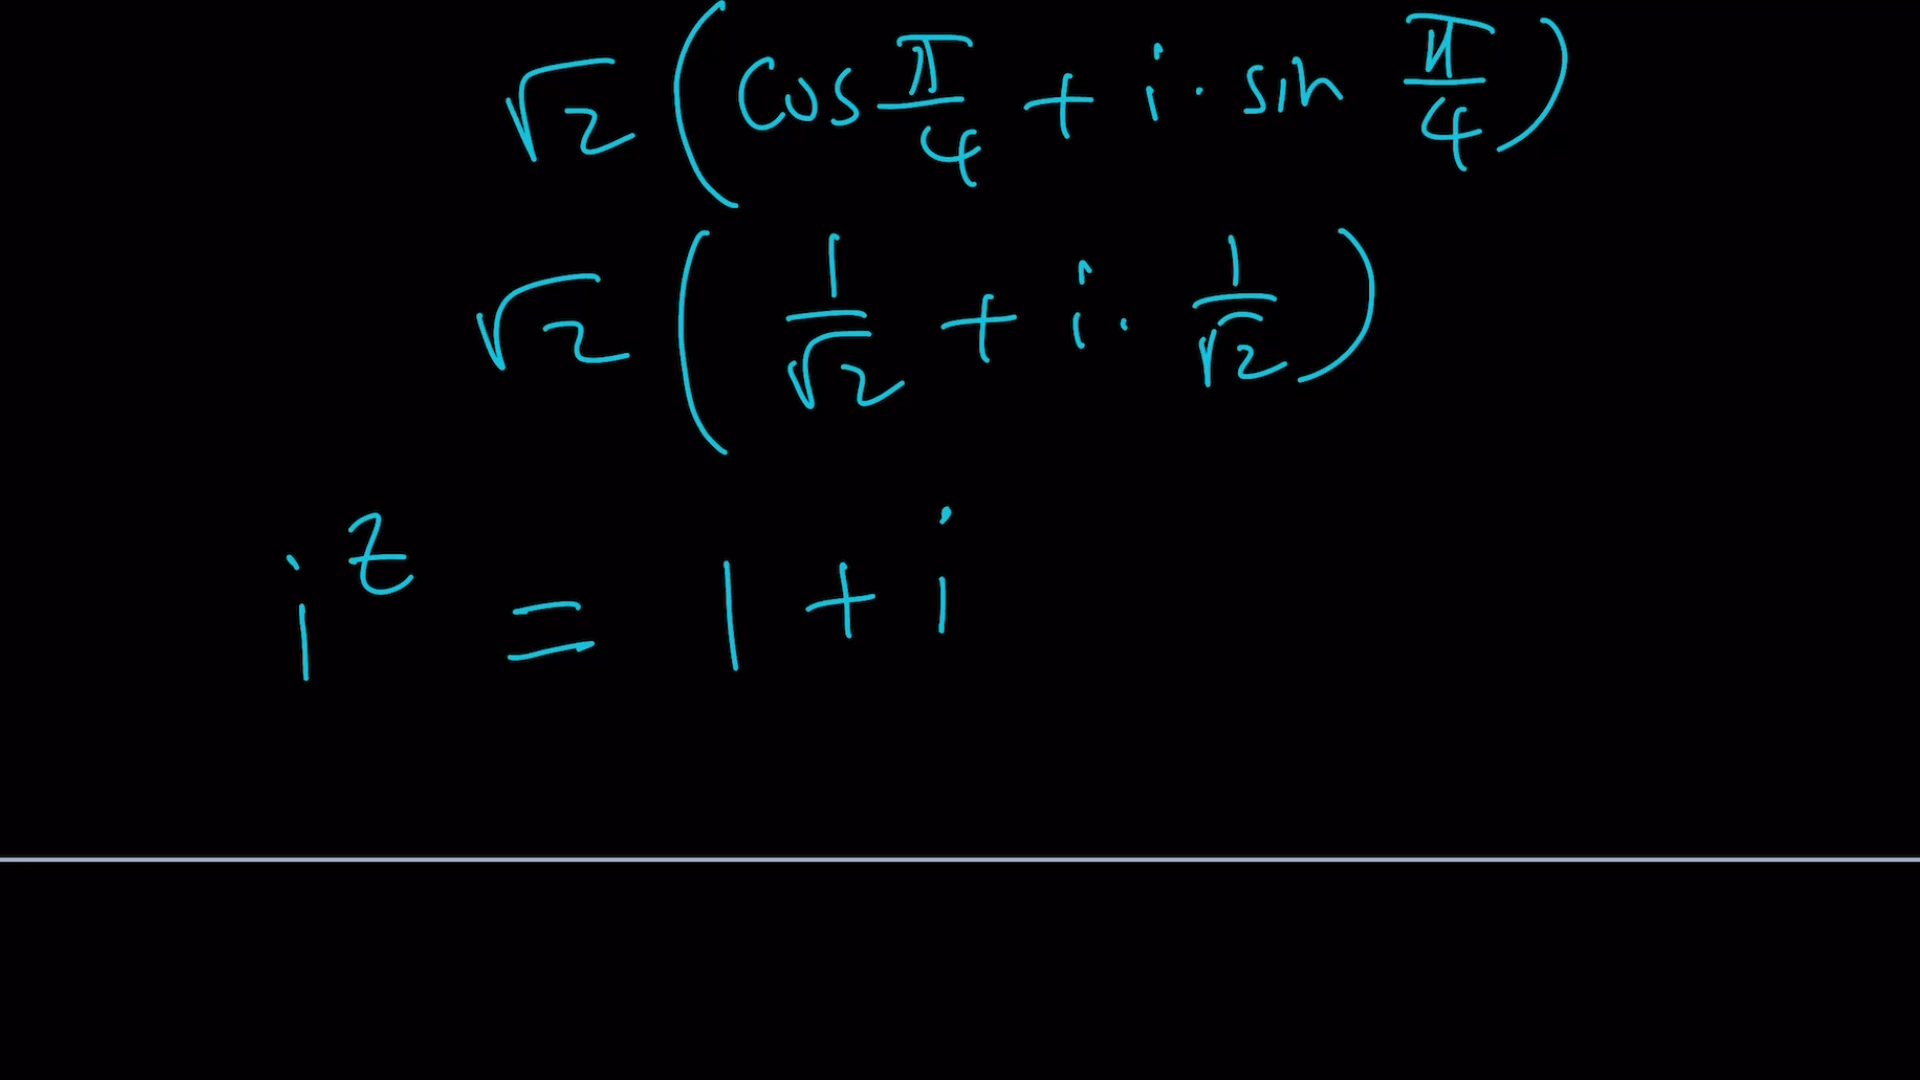 √2 (cos π/4 + i · sin π/4)
√2 (1/√2 + i · 1/√2)
i^z = 1 + i